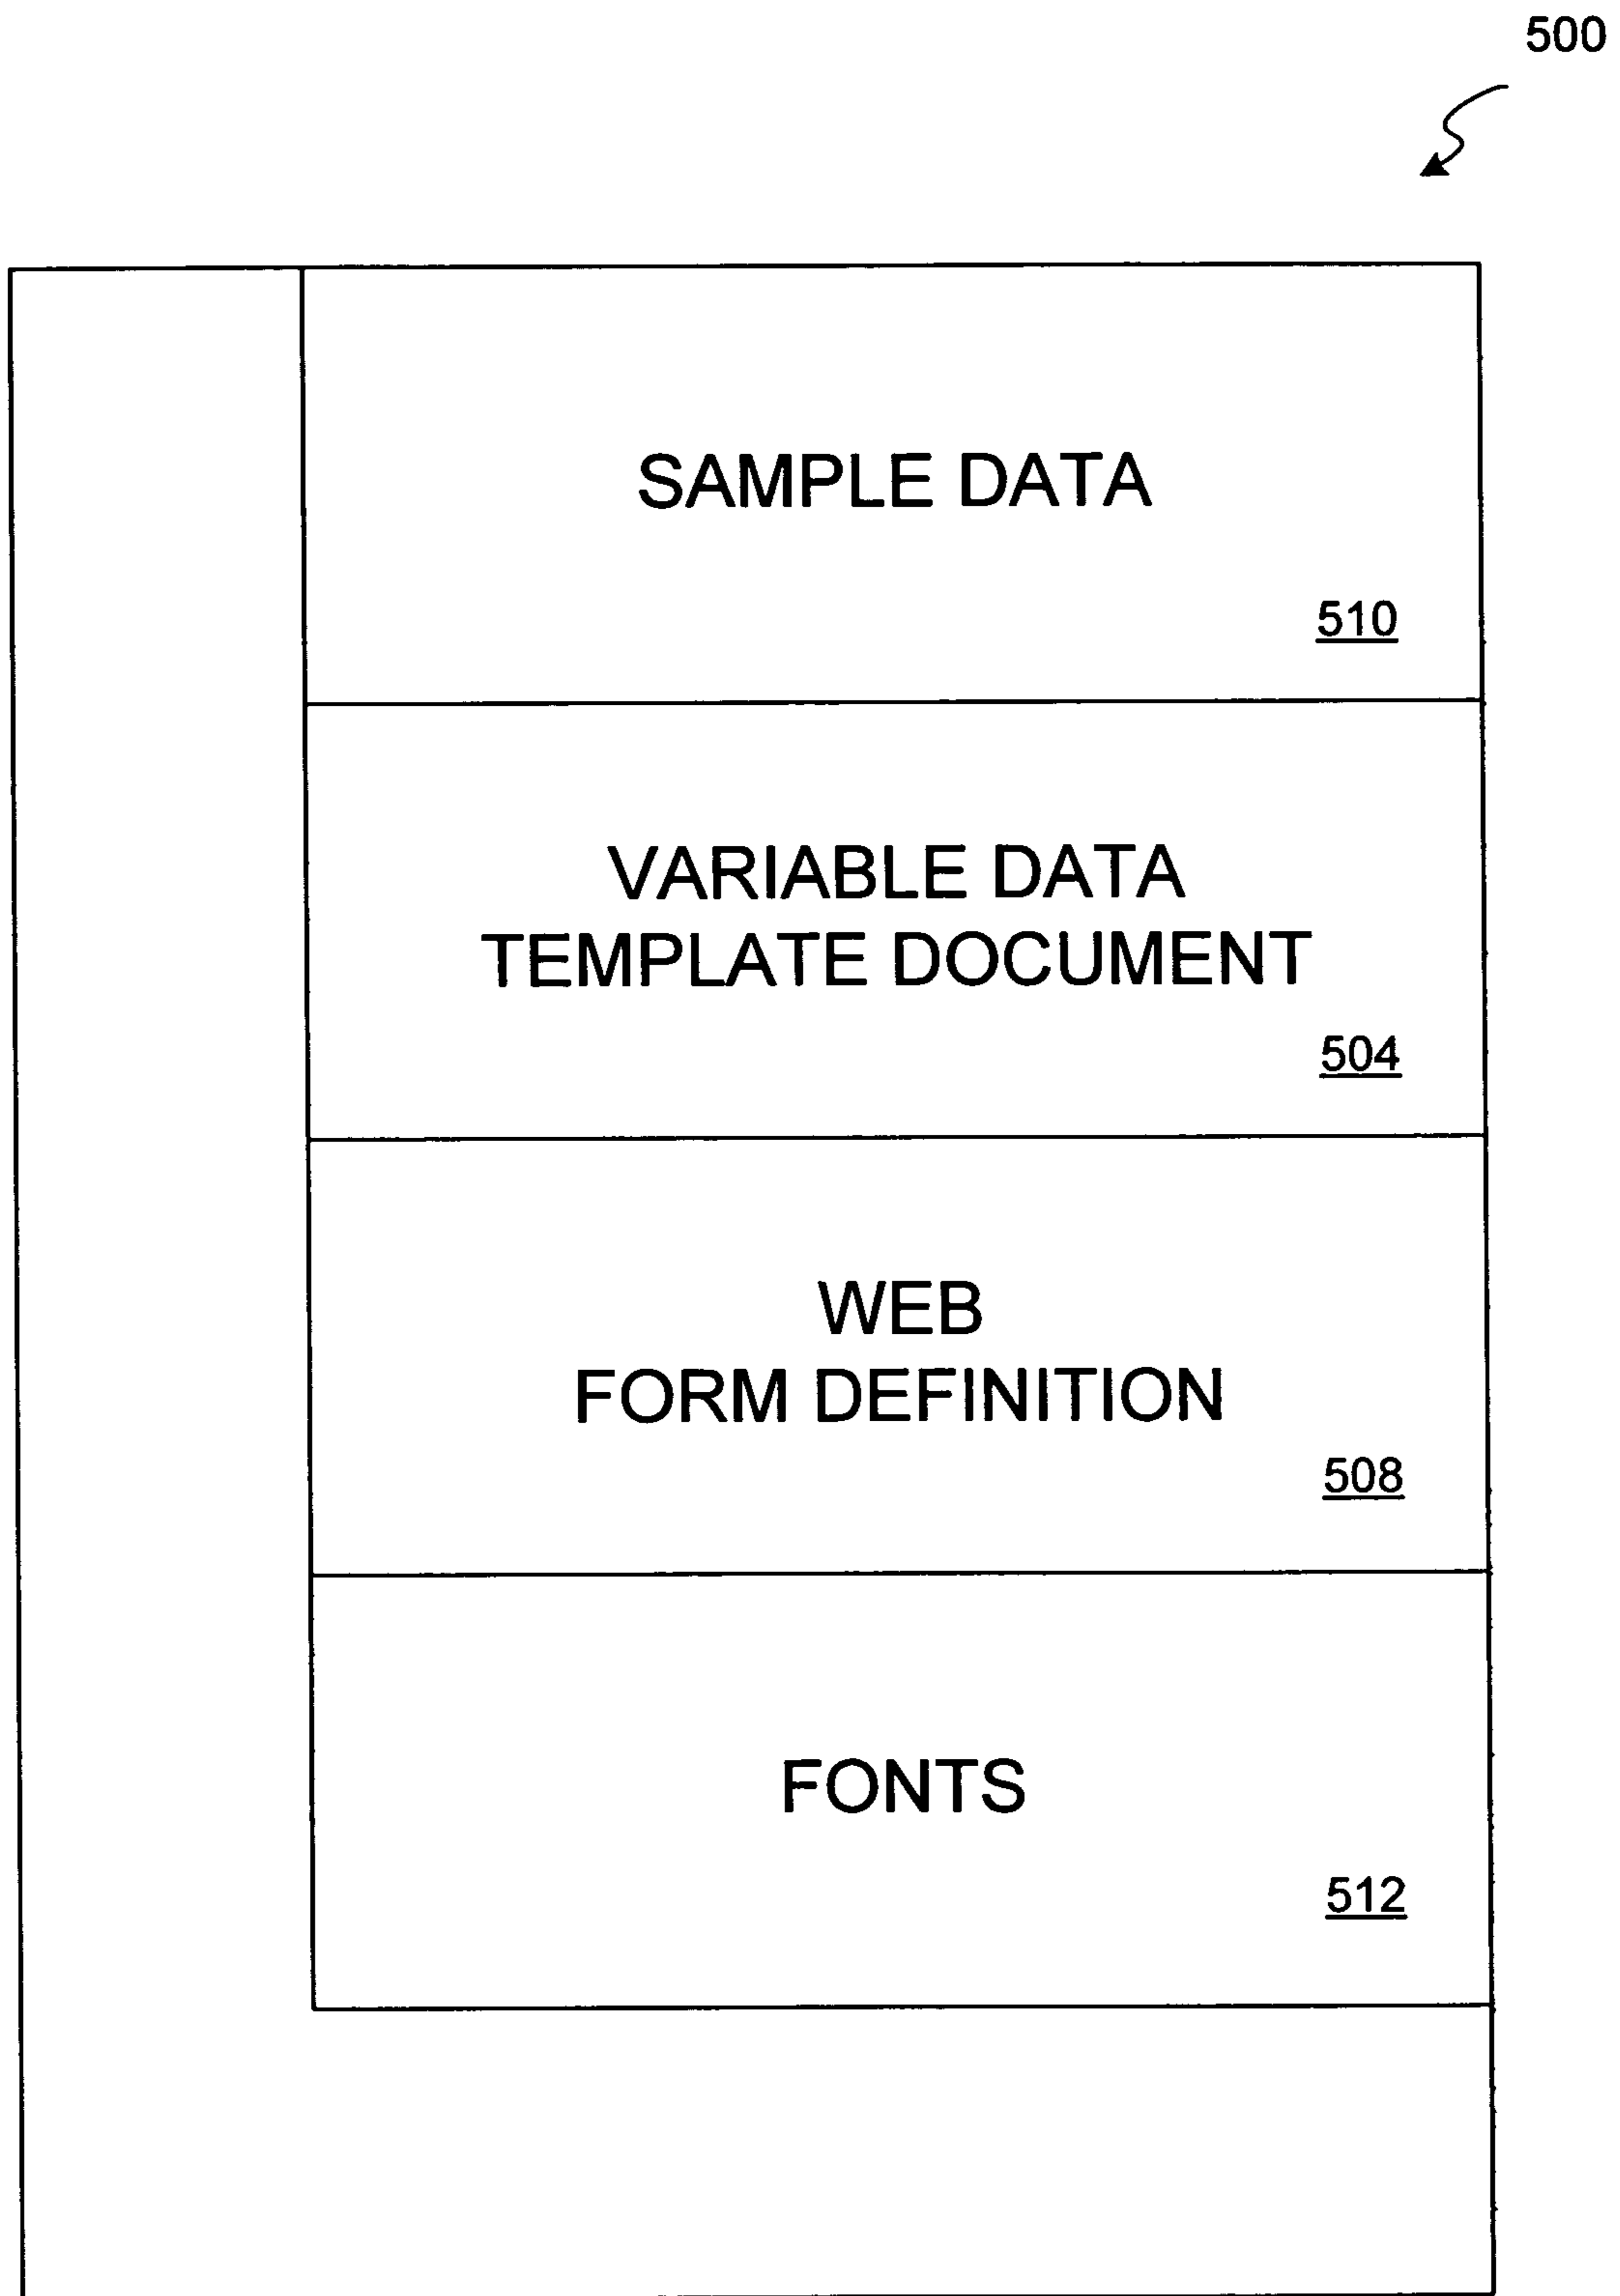 500
SAMPLE DATA
510
VARIABLE DATA
TEMPLATE DOCUMENT
504
WEB
FORM DEFINITION
508
FONTS
512